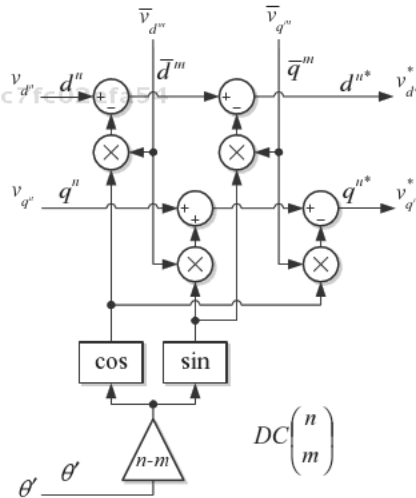 v̄_{d^m} v̄_{q^m}
v_{d^n} d^n + − d̄^m + − q̄^m d^{n*} v*_{d^n}
× ×
v_{q^n} q^n + + + − q^{n*} v*_{q^n}
× ×
cos sin
n-m
θ' θ'
DC (n m)